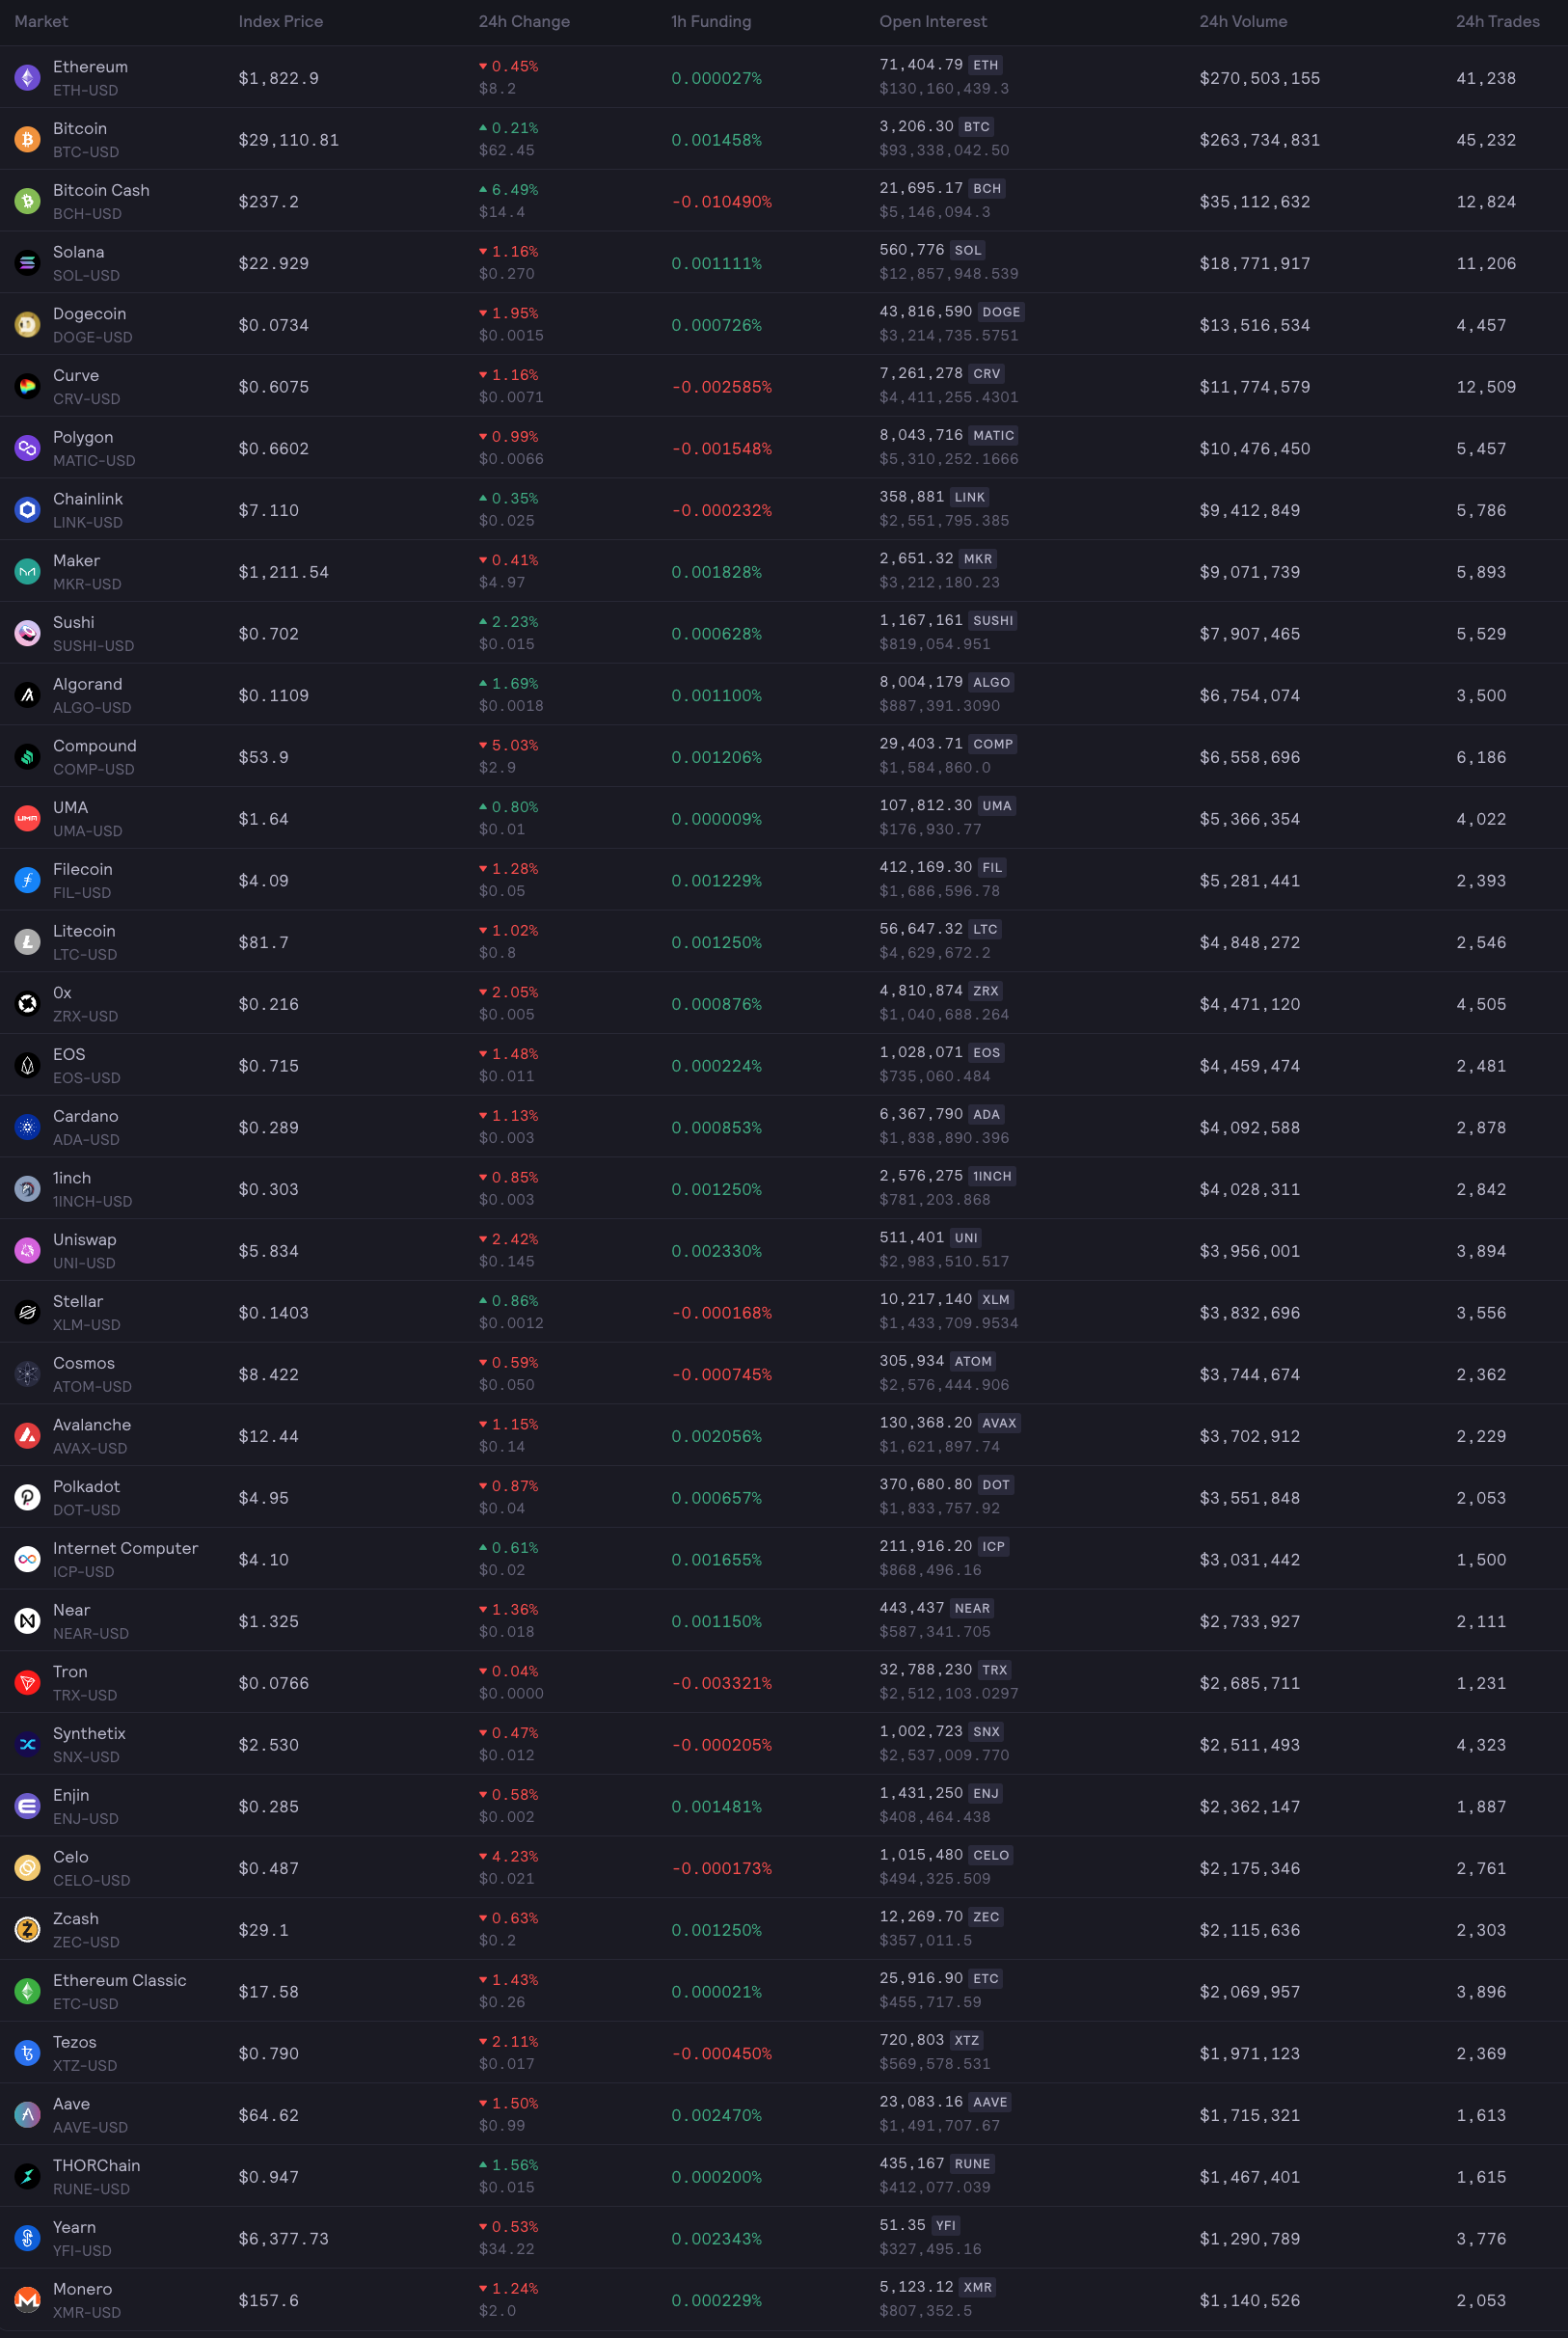 Market Index Price 24h Change 1h Funding Open Interest 24h Volume 24h Trades
Ethereum ETH-USD $1,822.9 0.45% $8.2 0.000027% 71,404.79 ETH $130,160,439.3 $270,503,155 41,238
Bitcoin BTC-USD $29,110.81 0.21% $62.45 0.001458% 3,206.30 BTC $93,338,042.50 $263,734,831 45,232
Bitcoin Cash BCH-USD $237.2 6.49% $14.4 -0.010490% 21,695.17 BCH $5,146,094.3 $35,112,632 12,824
Solana SOL-USD $22.929 1.16% $0.270 0.001111% 560,776 SOL $12,857,948.539 $18,771,917 11,206
Dogecoin DOGE-USD $0.0734 1.95% $0.0015 0.000726% 43,816,590 DOGE $3,214,735.5751 $13,516,534 4,457
Curve CRV-USD $0.6075 1.16% $0.0071 -0.002585% 7,261,278 CRV $4,411,255.4301 $11,774,579 12,509
Polygon MATIC-USD $0.6602 0.99% $0.0066 -0.001548% 8,043,716 MATIC $5,310,252.1666 $10,476,450 5,457
Chainlink LINK-USD $7.110 0.35% $0.025 -0.000232% 358,881 LINK $2,551,795.385 $9,412,849 5,786
Maker MKR-USD $1,211.54 0.41% $4.97 0.001828% 2,651.32 MKR $3,212,180.23 $9,071,739 5,893
Sushi SUSHI-USD $0.702 2.23% $0.015 0.000628% 1,167,161 SUSHI $819,054.951 $7,907,465 5,529
Algorand ALGO-USD $0.1109 1.69% $0.0018 0.001100% 8,004,179 ALGO $887,391.3090 $6,754,074 3,500
Compound COMP-USD $53.9 5.03% $2.9 0.001206% 29,403.71 COMP $1,584,860.0 $6,558,696 6,186
UMA UMA-USD $1.64 0.80% $0.01 0.000009% 107,812.30 UMA $176,930.77 $5,366,354 4,022
Filecoin FIL-USD $4.09 1.28% $0.05 0.001229% 412,169.30 FIL $1,686,596.78 $5,281,441 2,393
Litecoin LTC-USD $81.7 1.02% $0.8 0.001250% 56,647.32 LTC $4,629,672.2 $4,848,272 2,546
0x ZRX-USD $0.216 2.05% $0.005 0.000876% 4,810,874 ZRX $1,040,688.264 $4,471,120 4,505
EOS EOS-USD $0.715 1.48% $0.011 0.000224% 1,028,071 EOS $735,060.484 $4,459,474 2,481
Cardano ADA-USD $0.289 1.13% $0.003 0.000853% 6,367,790 ADA $1,838,890.396 $4,092,588 2,878
1inch 1INCH-USD $0.303 0.85% $0.003 0.001250% 2,576,275 1INCH $781,203.868 $4,028,311 2,842
Uniswap UNI-USD $5.834 2.42% $0.145 0.002330% 511,401 UNI $2,983,510.517 $3,956,001 3,894
Stellar XLM-USD $0.1403 0.86% $0.0012 -0.000168% 10,217,140 XLM $1,433,709.9534 $3,832,696 3,556
Cosmos ATOM-USD $8.422 0.59% $0.050 -0.000745% 305,934 ATOM $2,576,444.906 $3,744,674 2,362
Avalanche AVAX-USD $12.44 1.15% $0.14 0.002056% 130,368.20 AVAX $1,621,897.74 $3,702,912 2,229
Polkadot DOT-USD $4.95 0.87% $0.04 0.000657% 370,680.80 DOT $1,833,757.92 $3,551,848 2,053
Internet Computer ICP-USD $4.10 0.61% $0.02 0.001655% 211,916.20 ICP $868,496.16 $3,031,442 1,500
Near NEAR-USD $1.325 1.36% $0.018 0.001150% 443,437 NEAR $587,341.705 $2,733,927 2,111
Tron TRX-USD $0.0766 0.04% $0.0000 -0.003321% 32,788,230 TRX $2,512,103.0297 $2,685,711 1,231
Synthetix SNX-USD $2.530 0.47% $0.012 -0.000205% 1,002,723 SNX $2,537,009.770 $2,511,493 4,323
Enjin ENJ-USD $0.285 0.58% $0.002 0.001481% 1,431,250 ENJ $408,464.438 $2,362,147 1,887
Celo CELO-USD $0.487 4.23% $0.021 -0.000173% 1,015,480 CELO $494,325.509 $2,175,346 2,761
Zcash ZEC-USD $29.1 0.63% $0.2 0.001250% 12,269.70 ZEC $357,011.5 $2,115,636 2,303
Ethereum Classic ETC-USD $17.58 1.43% $0.26 0.000021% 25,916.90 ETC $455,717.59 $2,069,957 3,896
Tezos XTZ-USD $0.790 2.11% $0.017 -0.000450% 720,803 XTZ $569,578.531 $1,971,123 2,369
Aave AAVE-USD $64.62 1.50% $0.99 0.002470% 23,083.16 AAVE $1,491,707.67 $1,715,321 1,613
THORChain RUNE-USD $0.947 1.56% $0.015 0.000200% 435,167 RUNE $412,077.039 $1,467,401 1,615
Yearn YFI-USD $6,377.73 0.53% $34.22 0.002343% 51.35 YFI $327,495.16 $1,290,789 3,776
Monero XMR-USD $157.6 1.24% $2.0 0.000229% 5,123.12 XMR $807,352.5 $1,140,526 2,053